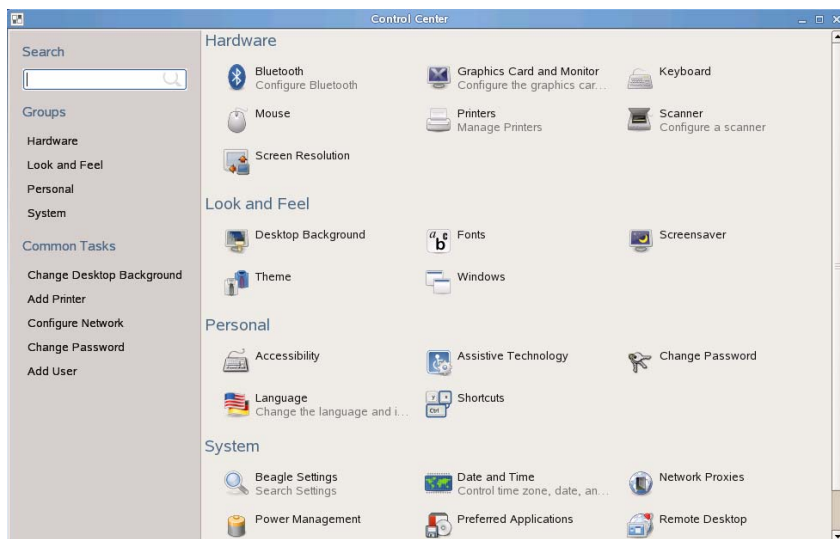 Control Center
Search
Groups
Hardware
Look and Feel
Personal
System
Common Tasks
Change Desktop Background
Add Printer
Configure Network
Change Password
Add User
Hardware
Bluetooth
Configure Bluetooth
Graphics Card and Monitor
Configure the graphics car...
Keyboard
Mouse
Printers
Manage Printers
Scanner
Configure a scanner
Screen Resolution
Look and Feel
Desktop Background
Fonts
Screensaver
Theme
Windows
Personal
Accessibility
Assistive Technology
Change Password
Language
Change the language and i...
Shortcuts
System
Beagle Settings
Search Settings
Date and Time
Control time zone, date, an...
Network Proxies
Power Management
Preferred Applications
Remote Desktop